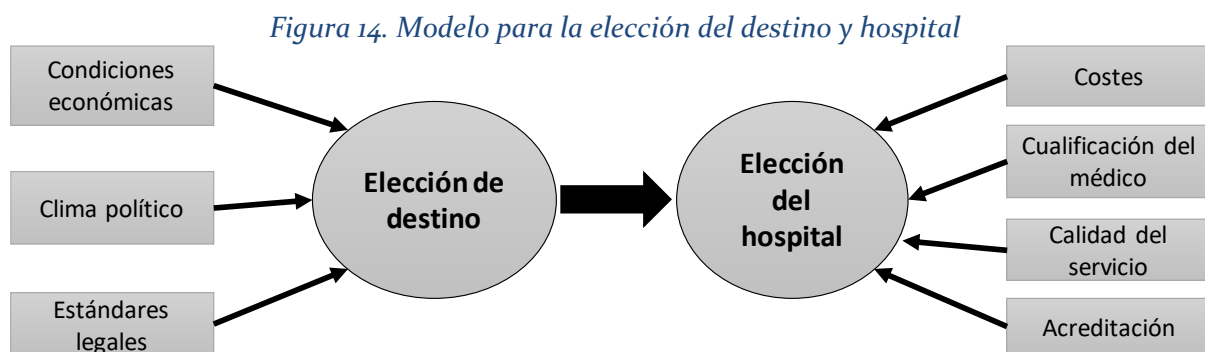 Figura 14. Modelo para la elección del destino y hospital
Condiciones
económicas
Clima político
Estándares
legales
Elección de
destino
Elección
del
hospital
Costes
Cualificación del
médico
Calidad del
servicio
Acreditación